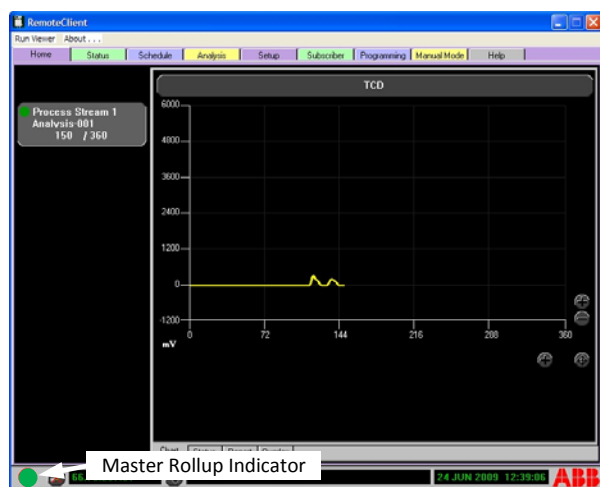 RemoteClient
Run Viewer About . . .
Home Status Schedule Analysis Setup Subscriber Programming Manual Mode Help
TCD
Process Stream 1
Analysis-001
150 / 360
6000
4800
3600
2400
1200
0
-1200
mV
0 72 144 216 288 360
Master Rollup Indicator
24 JUN 2009 12:39:06 ABB